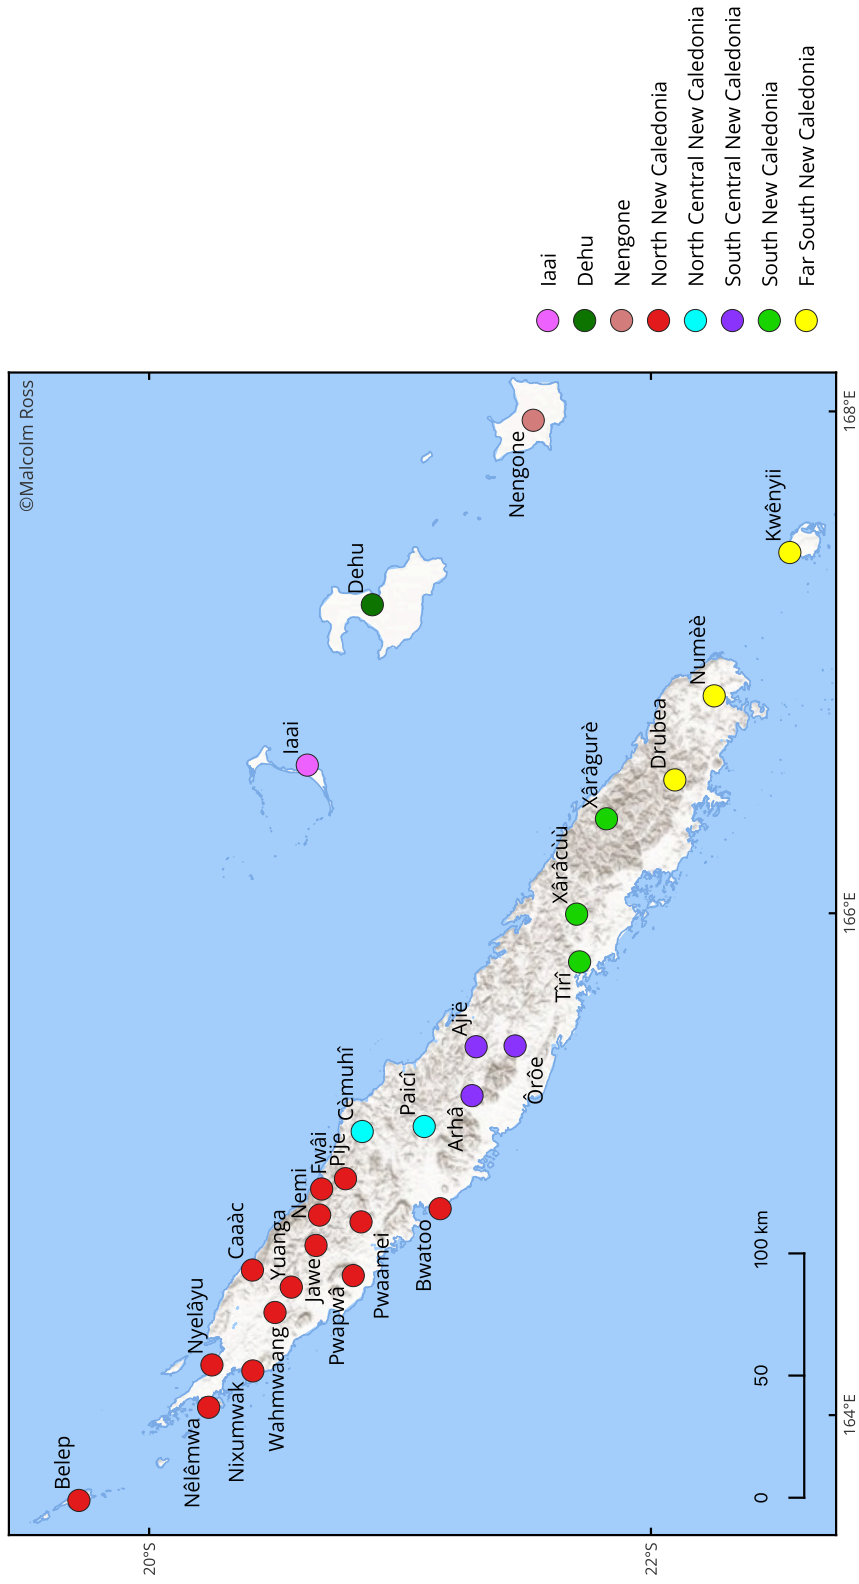 ©Malcolm Ross
Belep
Nyelâyu
Nêlêmwa
Nixumwak
Caaàc
Wahmwaang
Yuanga
Jawe
Nemi
Fwâi
Pije
Pwapwâ
Pwaamei
Bwatoo
Cèmuhî
Paicî
Ajië
Arhâ
Ôrôe
Tîrî
Xârâcùù
Xârâgurè
Drubea
Numèè
Kwênyii
Iaai
Dehu
Nengone
20°S
22°S
164°E
166°E
168°E
0 50 100 km
Iaai
Dehu
Nengone
North New Caledonia
North Central New Caledonia
South Central New Caledonia
South New Caledonia
Far South New Caledonia